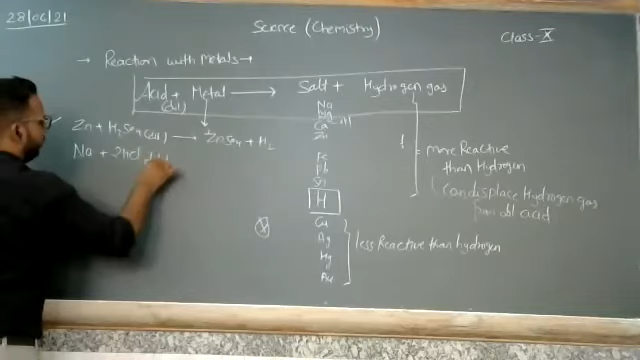 28/06/21
Science (Chemistry)
Class-X
→ Reaction with Metals →
Acid + Metal → Salt + Hydrogen gas
(dil)
Zn + H2SO4 (dil) → ZnSO4 + H2
Na + 2HCl
Na
Mg
Ca
Zn
Pb
H
Cu
Ag
Hg
Au
more Reactive
than Hydrogen
can displace Hydrogen gas
from dil acid
less Reactive than hydrogen